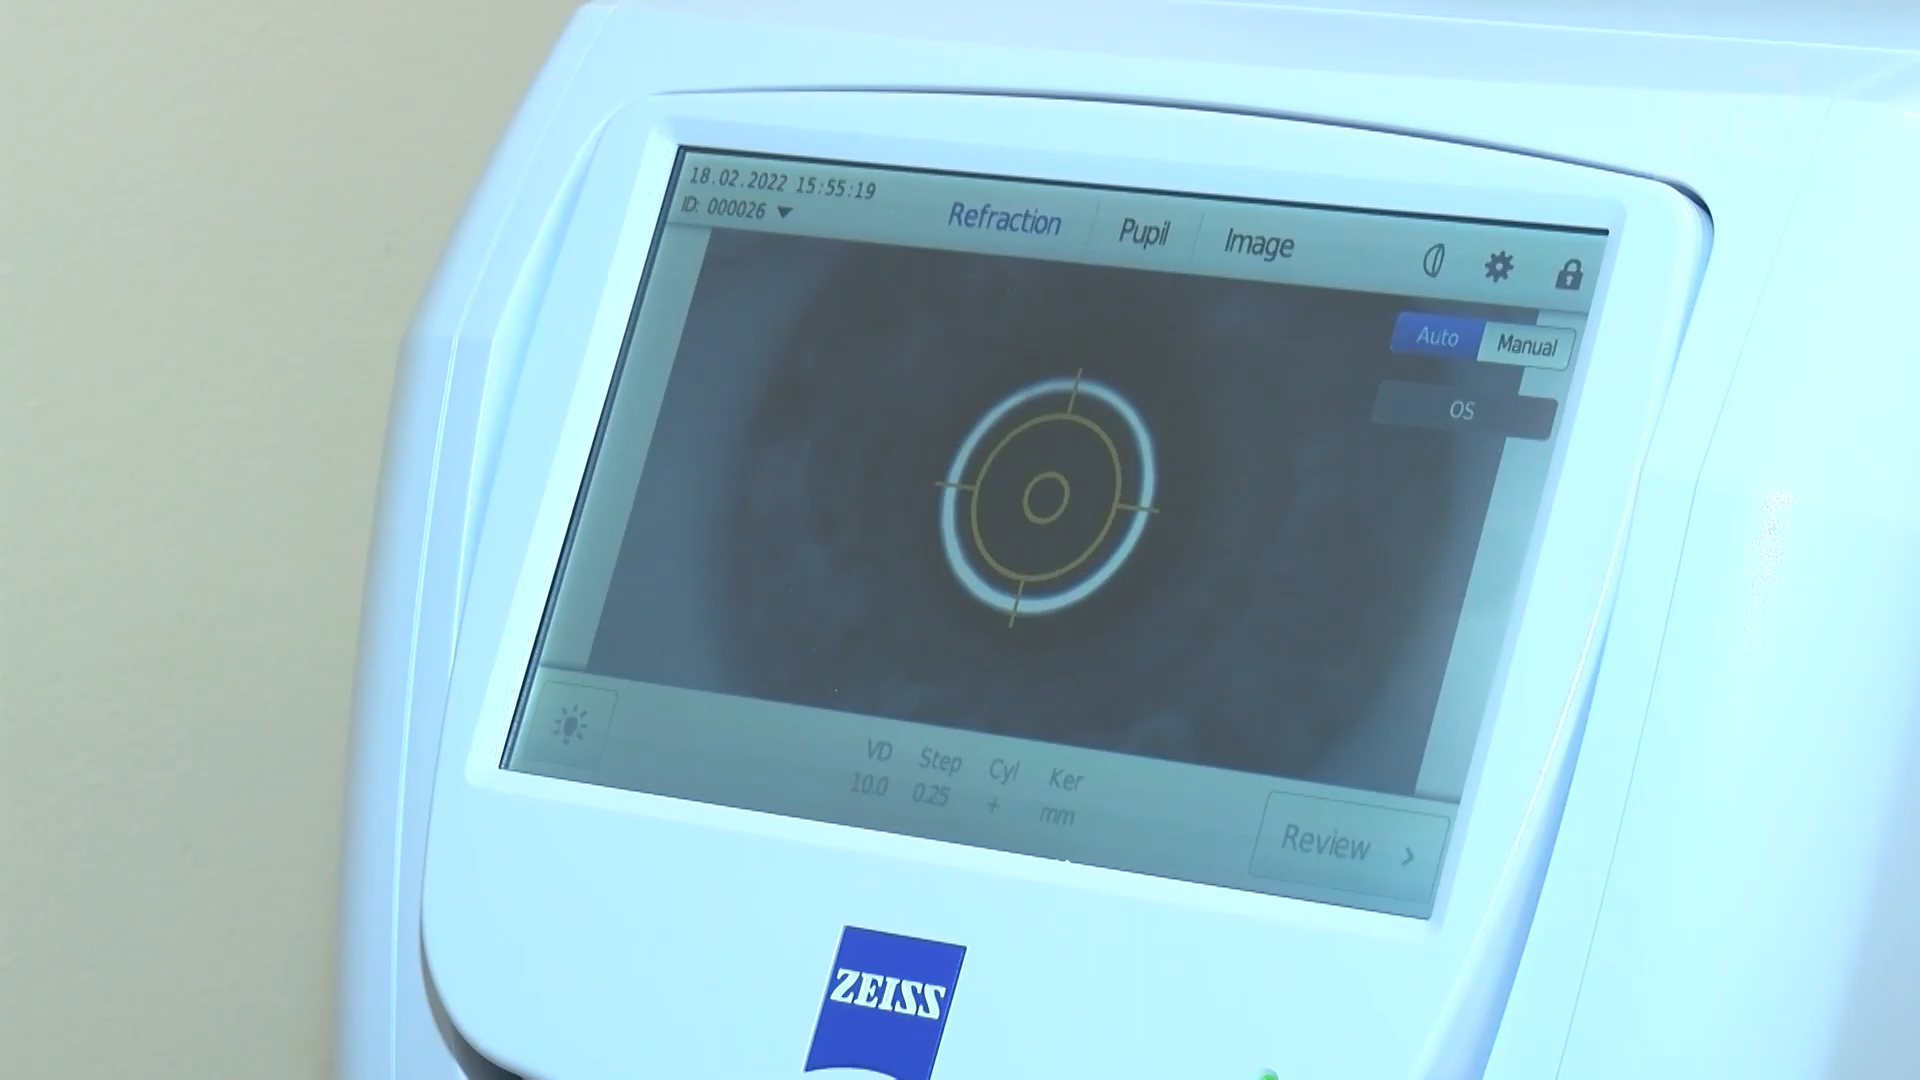 18.02.2022 15:55:19
ID: 000026
Refraction Pupil Image
Auto Manual
OS
VD Step Cyl Ker
10.0 0.25 + mm
Review >
ZEISS